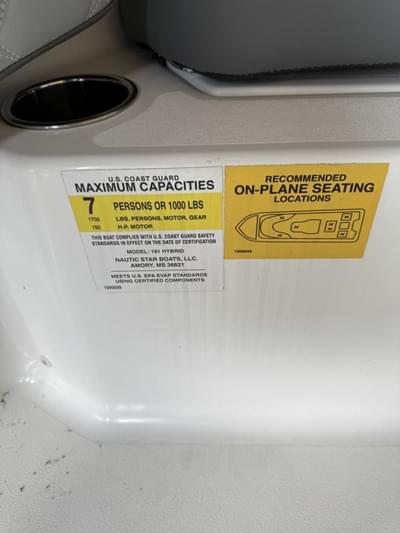 U.S. COAST GUARD
MAXIMUM CAPACITIES
7 PERSONS OR 1000 LBS
1700 LBS. PERSONS, MOTOR, GEAR
150 H.P. MOTOR
THIS BOAT COMPLIES WITH U.S. COAST GUARD SAFETY
STANDARDS IN EFFECT ON THE DATE OF CERTIFICATION
MODEL: 191 HYBRID
NAUTIC STAR BOATS, LLC.
AMORY, MS 38821
MEETS U.S. EPA EVAP STANDARDS
USING CERTIFIED COMPONENTS
RECOMMENDED
ON-PLANE SEATING
LOCATIONS